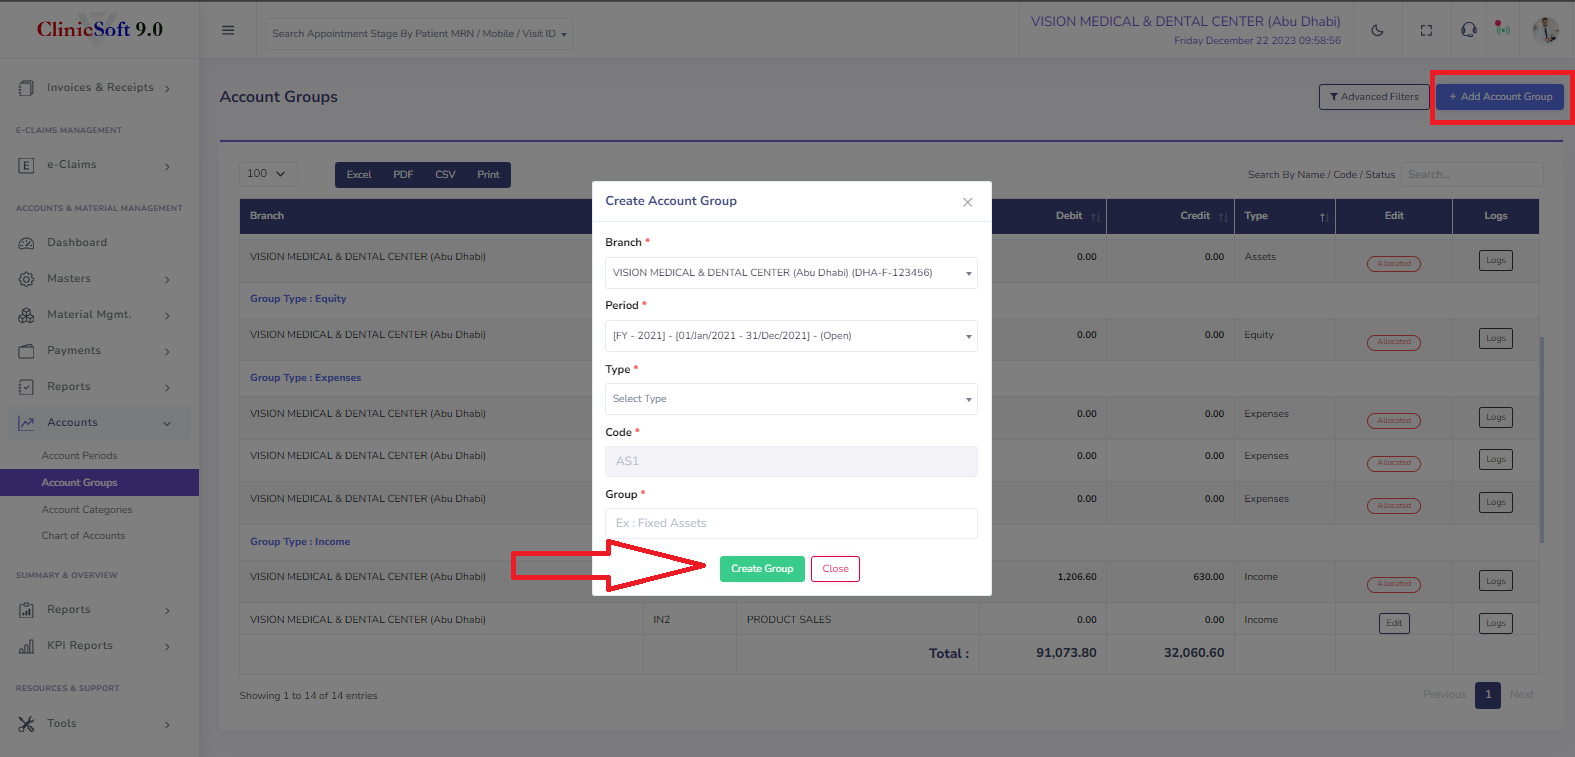 ClinicSoft 9.0
Search Appointment Stage By Patient MRN / Mobile / Visit ID
VISION MEDICAL & DENTAL CENTER (Abu Dhabi)
Friday December 22 2023 09:58:56
Invoices & Receipts
E-CLAIMS MANAGEMENT
E e-Claims
ACCOUNTS & MATERIAL MANAGEMENT
Dashboard
Masters
Material Mgmt.
Payments
Reports
Accounts
Account Periods
Account Groups
Account Categories
Chart of Accounts
SUMMARY & OVERVIEW
Reports
KPI Reports
RESOURCES & SUPPORT
Tools
Account Groups
Advanced Filters
+ Add Account Group
100
Excel PDF CSV Print
Search By Name / Code / Status Search...
Branch Debit Credit Type Edit Logs
VISION MEDICAL & DENTAL CENTER (Abu Dhabi) 0.00 0.00 Assets Allocated Logs
Group Type : Equity
VISION MEDICAL & DENTAL CENTER (Abu Dhabi) 0.00 0.00 Equity Allocated Logs
Group Type : Expenses
VISION MEDICAL & DENTAL CENTER (Abu Dhabi) 0.00 0.00 Expenses Allocated Logs
VISION MEDICAL & DENTAL CENTER (Abu Dhabi) 0.00 0.00 Expenses Allocated Logs
VISION MEDICAL & DENTAL CENTER (Abu Dhabi) 0.00 0.00 Expenses Allocated Logs
Group Type : Income
VISION MEDICAL & DENTAL CENTER (Abu Dhabi) 1,206.60 630.00 Income Allocated Logs
VISION MEDICAL & DENTAL CENTER (Abu Dhabi) IN2 PRODUCT SALES 0.00 0.00 Income Edit Logs
Total : 91,073.80 32,060.60
Showing 1 to 14 of 14 entries
Previous 1 Next
Create Account Group
Branch *
VISION MEDICAL & DENTAL CENTER (Abu Dhabi) (DHA-F-123456)
Period *
[FY - 2021] - [01/Jan/2021 - 31/Dec/2021] - (Open)
Type *
Select Type
Code *
AS1
Group *
Ex : Fixed Assets
Create Group Close